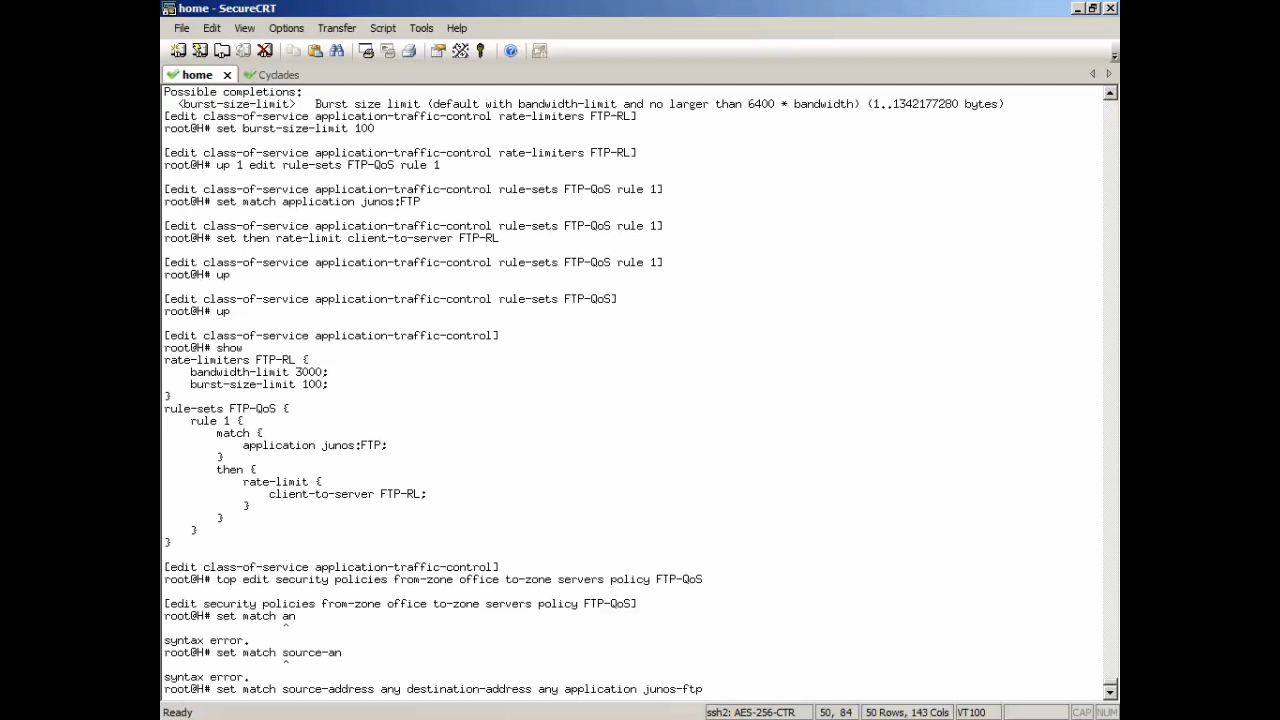 home - SecureCRT
File Edit View Options Transfer Script Tools Help
home Cyclades
Possible completions:
  <burst-size-limit>   Burst size limit (default with bandwidth-limit and no larger than 6400 * bandwidth) (1..1342177280 bytes)
[edit class-of-service application-traffic-control rate-limiters FTP-RL]
root@H# set burst-size-limit 100
[edit class-of-service application-traffic-control rate-limiters FTP-RL]
root@H# up 1 edit rule-sets FTP-QoS rule 1
[edit class-of-service application-traffic-control rule-sets FTP-QoS rule 1]
root@H# set match application junos:FTP
[edit class-of-service application-traffic-control rule-sets FTP-QoS rule 1]
root@H# set then rate-limit client-to-server FTP-RL
[edit class-of-service application-traffic-control rule-sets FTP-QoS rule 1]
root@H# up
[edit class-of-service application-traffic-control rule-sets FTP-QoS]
root@H# up
[edit class-of-service application-traffic-control]
root@H# show
rate-limiters FTP-RL {
    bandwidth-limit 3000;
    burst-size-limit 100;
}
rule-sets FTP-QoS {
    rule 1 {
        match {
            application junos:FTP;
        }
        then {
            rate-limit {
                client-to-server FTP-RL;
            }
        }
    }
}
[edit class-of-service application-traffic-control]
root@H# top edit security policies from-zone office to-zone servers policy FTP-QoS
[edit security policies from-zone office to-zone servers policy FTP-QoS]
root@H# set match an
                  ^
syntax error.
root@H# set match source-an
                  ^
syntax error.
root@H# set match source-address any destination-address any application junos-ftp
Ready ssh2: AES-256-CTR 50, 84 50 Rows, 143 Cols VT100 CAP NUM